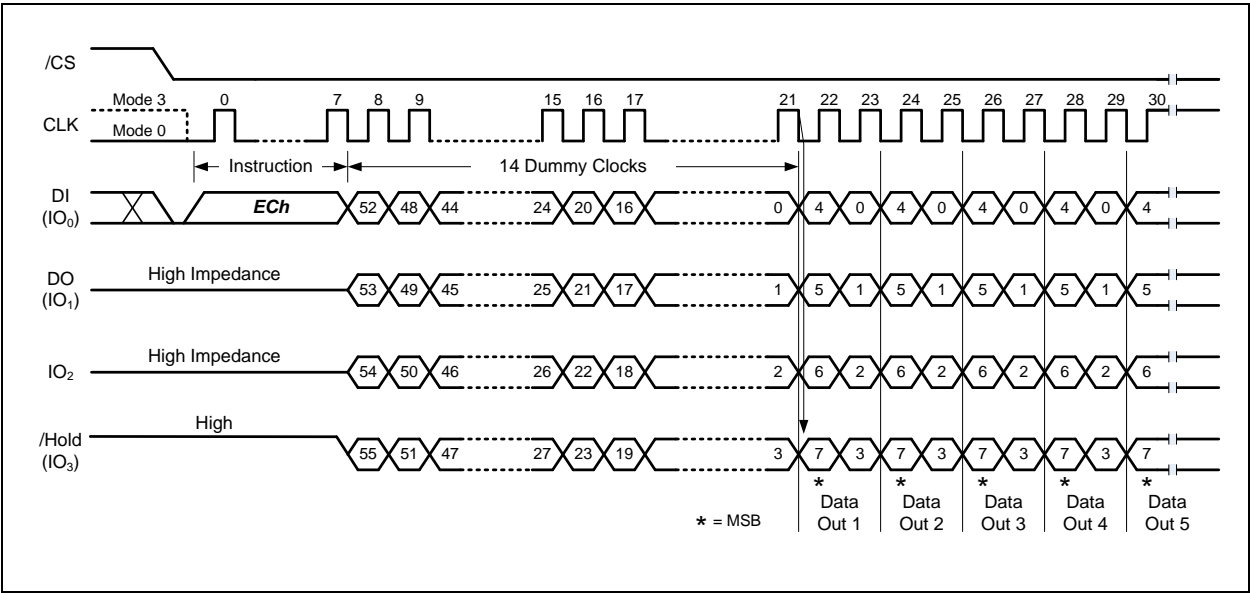 /CS
Mode 3 0 7 8 9 15 16 17 21 22 23 24 25 26 27 28 29 30
CLK
Mode 0
Instruction 14 Dummy Clocks
DI
(IO0)
ECh 52 48 44 24 20 16 0 4 0 4 0 4 0 4 0 4
High Impedance
DO
(IO1)
53 49 45 25 21 17 1 5 1 5 1 5 1 5 1 5
High Impedance
IO2
54 50 46 26 22 18 2 6 2 6 2 6 2 6 2 6
High
/Hold
(IO3)
55 51 47 27 23 19 3 7 3 7 3 7 3 7 3 7
* * * * *
Data Data Data Data Data
Out 1 Out 2 Out 3 Out 4 Out 5
* = MSB